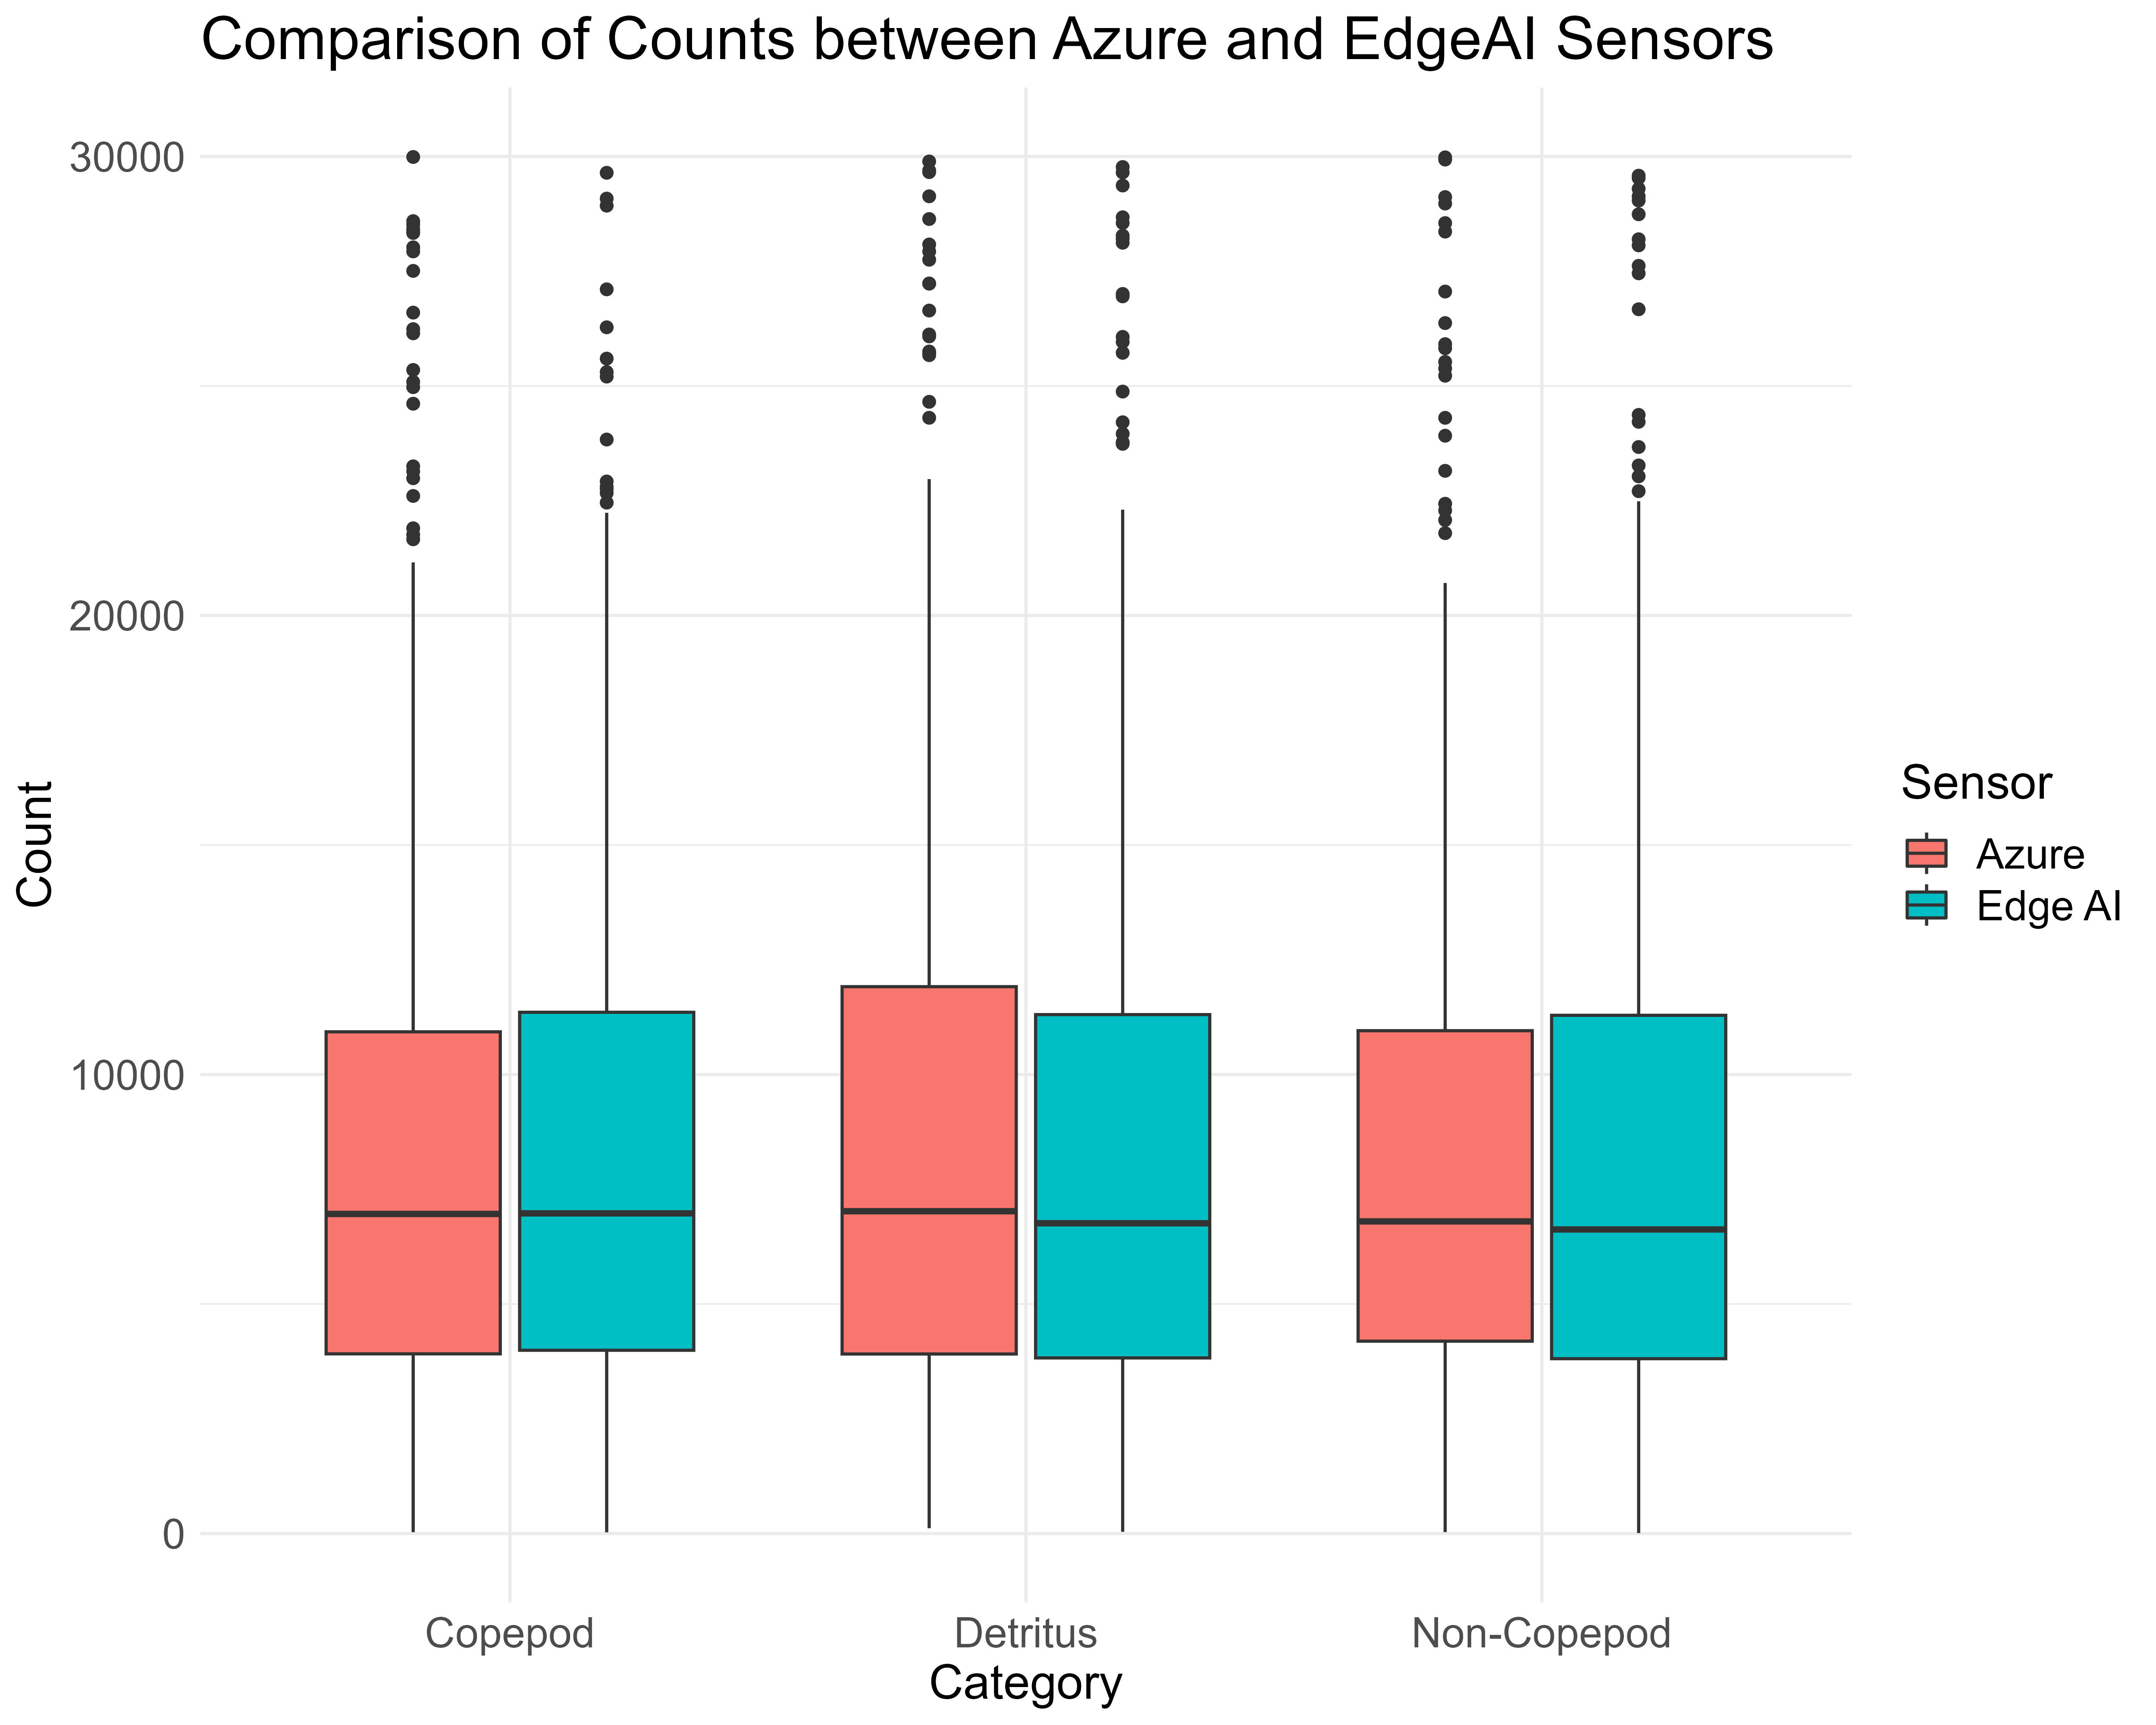 Comparison of Counts between Azure and EdgeAI Sensors
30000
20000
10000
0
Count
Copepod
Detritus
Non-Copepod
Category
Sensor
Azure
Edge AI